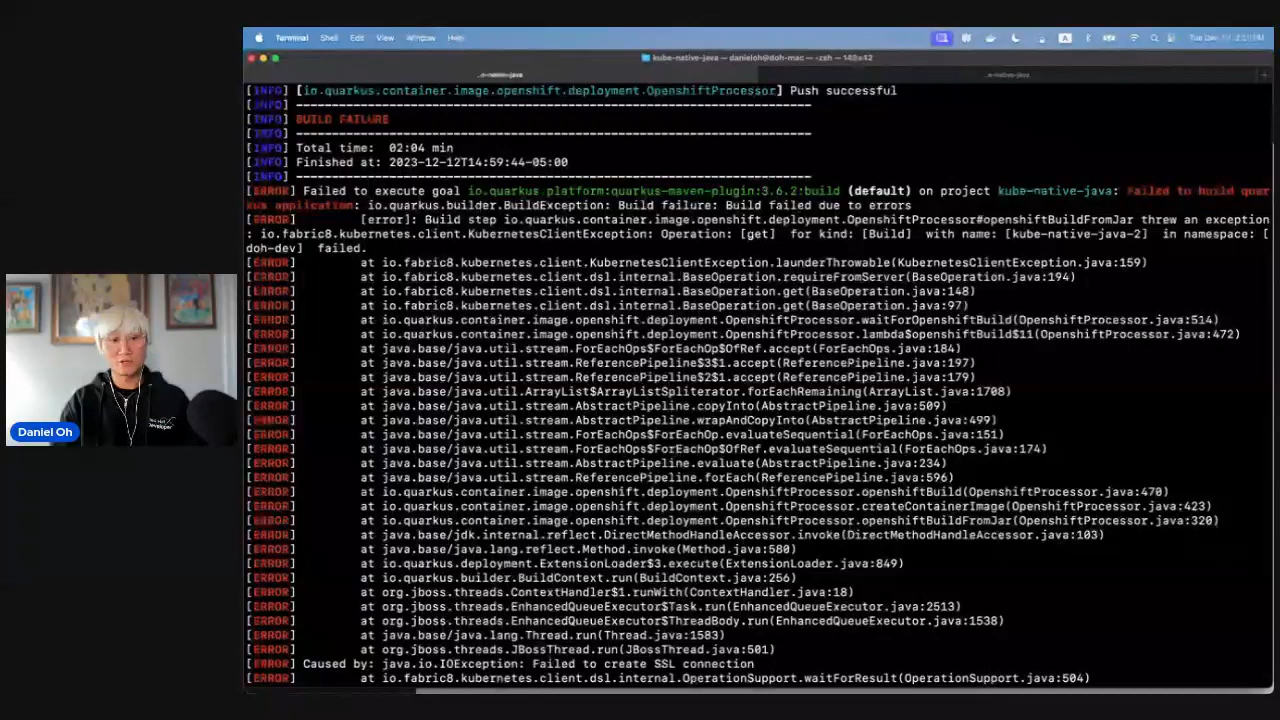 Terminal Shell Edit View Window Help
kube-native-java — danieloh@doh-mac — -zsh — 148x42
[INFO] [io.quarkus.container.image.openshift.deployment.OpenshiftProcessor] Push successful
[INFO] ------------------------------------------------------------------------
[INFO] BUILD FAILURE
[INFO] ------------------------------------------------------------------------
[INFO] Total time:  02:04 min
[INFO] Finished at: 2023-12-12T14:59:44-05:00
[INFO] ------------------------------------------------------------------------
[ERROR] Failed to execute goal io.quarkus.platform:quarkus-maven-plugin:3.6.2:build (default) on project kube-native-java: Failed to build quar
kus application: io.quarkus.builder.BuildException: Build failure: Build failed due to errors
[ERROR] [error]: Build step io.quarkus.container.image.openshift.deployment.OpenshiftProcessor#openshiftBuildFromJar threw an exception
: io.fabric8.kubernetes.client.KubernetesClientException: Operation: [get]  for kind: [Build]  with name: [kube-native-java-2]  in namespace: [
doh-dev]  failed.
[ERROR] at io.fabric8.kubernetes.client.KubernetesClientException.launderThrowable(KubernetesClientException.java:159)
[ERROR] at io.fabric8.kubernetes.client.dsl.internal.BaseOperation.requireFromServer(BaseOperation.java:194)
[ERROR] at io.fabric8.kubernetes.client.dsl.internal.BaseOperation.get(BaseOperation.java:148)
[ERROR] at io.fabric8.kubernetes.client.dsl.internal.BaseOperation.get(BaseOperation.java:97)
[ERROR] at io.quarkus.container.image.openshift.deployment.OpenshiftProcessor.waitForOpenshiftBuild(OpenshiftProcessor.java:514)
[ERROR] at io.quarkus.container.image.openshift.deployment.OpenshiftProcessor.lambda$openshiftBuild$11(OpenshiftProcessor.java:472)
[ERROR] at java.base/java.util.stream.ForEachOps$ForEachOp$OfRef.accept(ForEachOps.java:184)
[ERROR] at java.base/java.util.stream.ReferencePipeline$3$1.accept(ReferencePipeline.java:197)
[ERROR] at java.base/java.util.stream.ReferencePipeline$2$1.accept(ReferencePipeline.java:179)
[ERROR] at java.base/java.util.ArrayList$ArrayListSpliterator.forEachRemaining(ArrayList.java:1708)
[ERROR] at java.base/java.util.stream.AbstractPipeline.copyInto(AbstractPipeline.java:509)
[ERROR] at java.base/java.util.stream.AbstractPipeline.wrapAndCopyInto(AbstractPipeline.java:499)
[ERROR] at java.base/java.util.stream.ForEachOps$ForEachOp.evaluateSequential(ForEachOps.java:151)
[ERROR] at java.base/java.util.stream.ForEachOps$ForEachOp$OfRef.evaluateSequential(ForEachOps.java:174)
[ERROR] at java.base/java.util.stream.AbstractPipeline.evaluate(AbstractPipeline.java:234)
[ERROR] at java.base/java.util.stream.ReferencePipeline.forEach(ReferencePipeline.java:596)
[ERROR] at io.quarkus.container.image.openshift.deployment.OpenshiftProcessor.openshiftBuild(OpenshiftProcessor.java:470)
[ERROR] at io.quarkus.container.image.openshift.deployment.OpenshiftProcessor.createContainerImage(OpenshiftProcessor.java:423)
[ERROR] at io.quarkus.container.image.openshift.deployment.OpenshiftProcessor.openshiftBuildFromJar(OpenshiftProcessor.java:320)
[ERROR] at java.base/jdk.internal.reflect.DirectMethodHandleAccessor.invoke(DirectMethodHandleAccessor.java:103)
[ERROR] at java.base/java.lang.reflect.Method.invoke(Method.java:580)
[ERROR] at io.quarkus.deployment.ExtensionLoader$3.execute(ExtensionLoader.java:849)
[ERROR] at io.quarkus.builder.BuildContext.run(BuildContext.java:256)
[ERROR] at org.jboss.threads.ContextHandler$1.runWith(ContextHandler.java:18)
[ERROR] at org.jboss.threads.EnhancedQueueExecutor$Task.run(EnhancedQueueExecutor.java:2513)
[ERROR] at org.jboss.threads.EnhancedQueueExecutor$ThreadBody.run(EnhancedQueueExecutor.java:1538)
[ERROR] at java.base/java.lang.Thread.run(Thread.java:1583)
[ERROR] at org.jboss.threads.JBossThread.run(JBossThread.java:501)
[ERROR] Caused by: java.io.IOException: Failed to create SSL connection
[ERROR] at io.fabric8.kubernetes.client.dsl.internal.OperationSupport.waitForResult(OperationSupport.java:504)
Daniel Oh